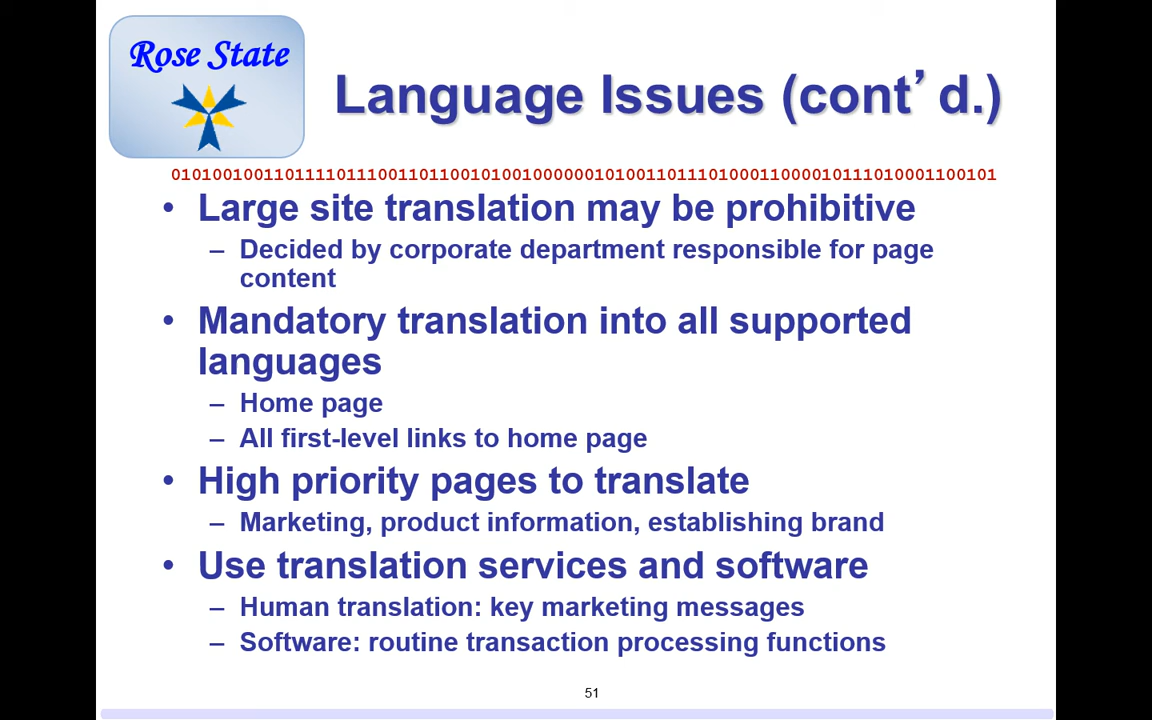 Rose State
Language Issues (cont’d.)
01010010011011110111001101100101001000000101001101110100011000010111010001100101
• Large site translation may be prohibitive
– Decided by corporate department responsible for page
content
• Mandatory translation into all supported
languages
– Home page
– All first-level links to home page
• High priority pages to translate
– Marketing, product information, establishing brand
• Use translation services and software
– Human translation: key marketing messages
– Software: routine transaction processing functions
51